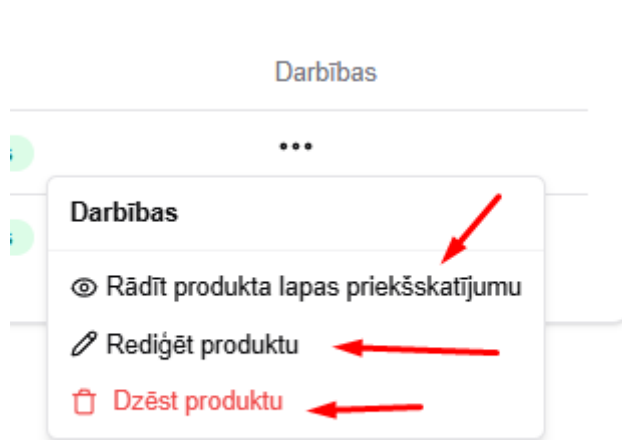 Darbības
Darbības
Rādīt produkta lapas priekšskatījumu
Rediģēt produktu
Dzēst produktu